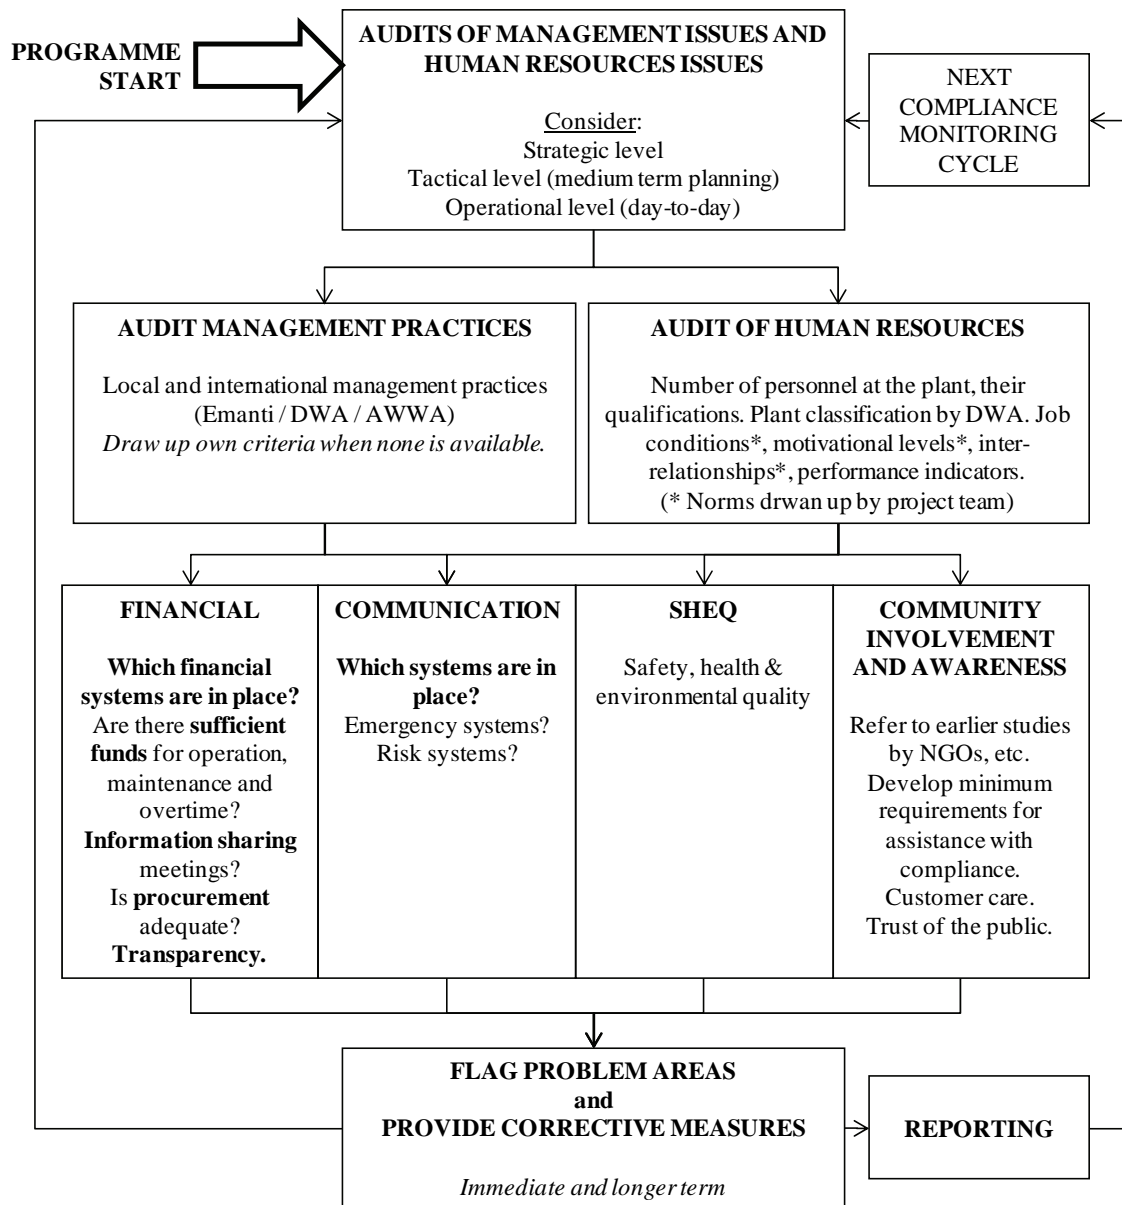 PROGRAMME
START
AUDITS OF MANAGEMENT ISSUES AND
HUMAN RESOURCES ISSUES
Consider:
Strategic level
Tactical level (medium term planning)
Operational level (day-to-day)
NEXT
COMPLIANCE
MONITORING
CYCLE
AUDIT MANAGEMENT PRACTICES
Local and international management practices
(Emanti / DWA / AWWA)
Draw up own criteria when none is available.
AUDIT OF HUMAN RESOURCES
Number of personnel at the plant, their
qualifications. Plant classification by DWA. Job
conditions*, motivational levels*, inter-
relationships*, performance indicators.
(* Norms drwan up by project team)
FINANCIAL
Which financial
systems are in place?
Are there sufficient
funds for operation,
maintenance and
overtime?
Information sharing
meetings?
Is procurement
adequate?
Transparency.
COMMUNICATION
Which systems are in
place?
Emergency systems?
Risk systems?
SHEQ
Safety, health &
environmental quality
COMMUNITY
INVOLVEMENT
AND AWARENESS
Refer to earlier studies
by NGOs, etc.
Develop minimum
requirements for
assistance with
compliance.
Customer care.
Trust of the public.
FLAG PROBLEM AREAS
and
PROVIDE CORRECTIVE MEASURES
Immediate and longer term
REPORTING